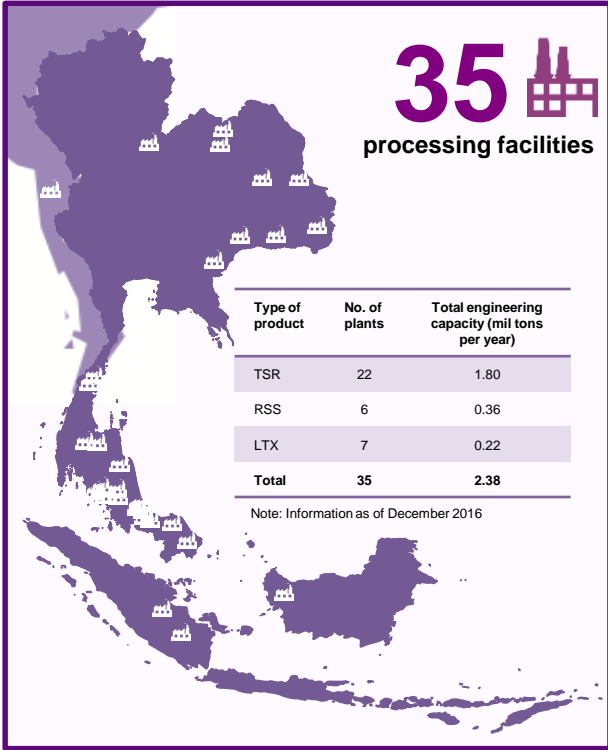 35
processing facilities
Type of product No. of plants Total engineering capacity (mil tons per year)
TSR 22 1.80
RSS 6 0.36
LTX 7 0.22
Total 35 2.38
Note: Information as of December 2016